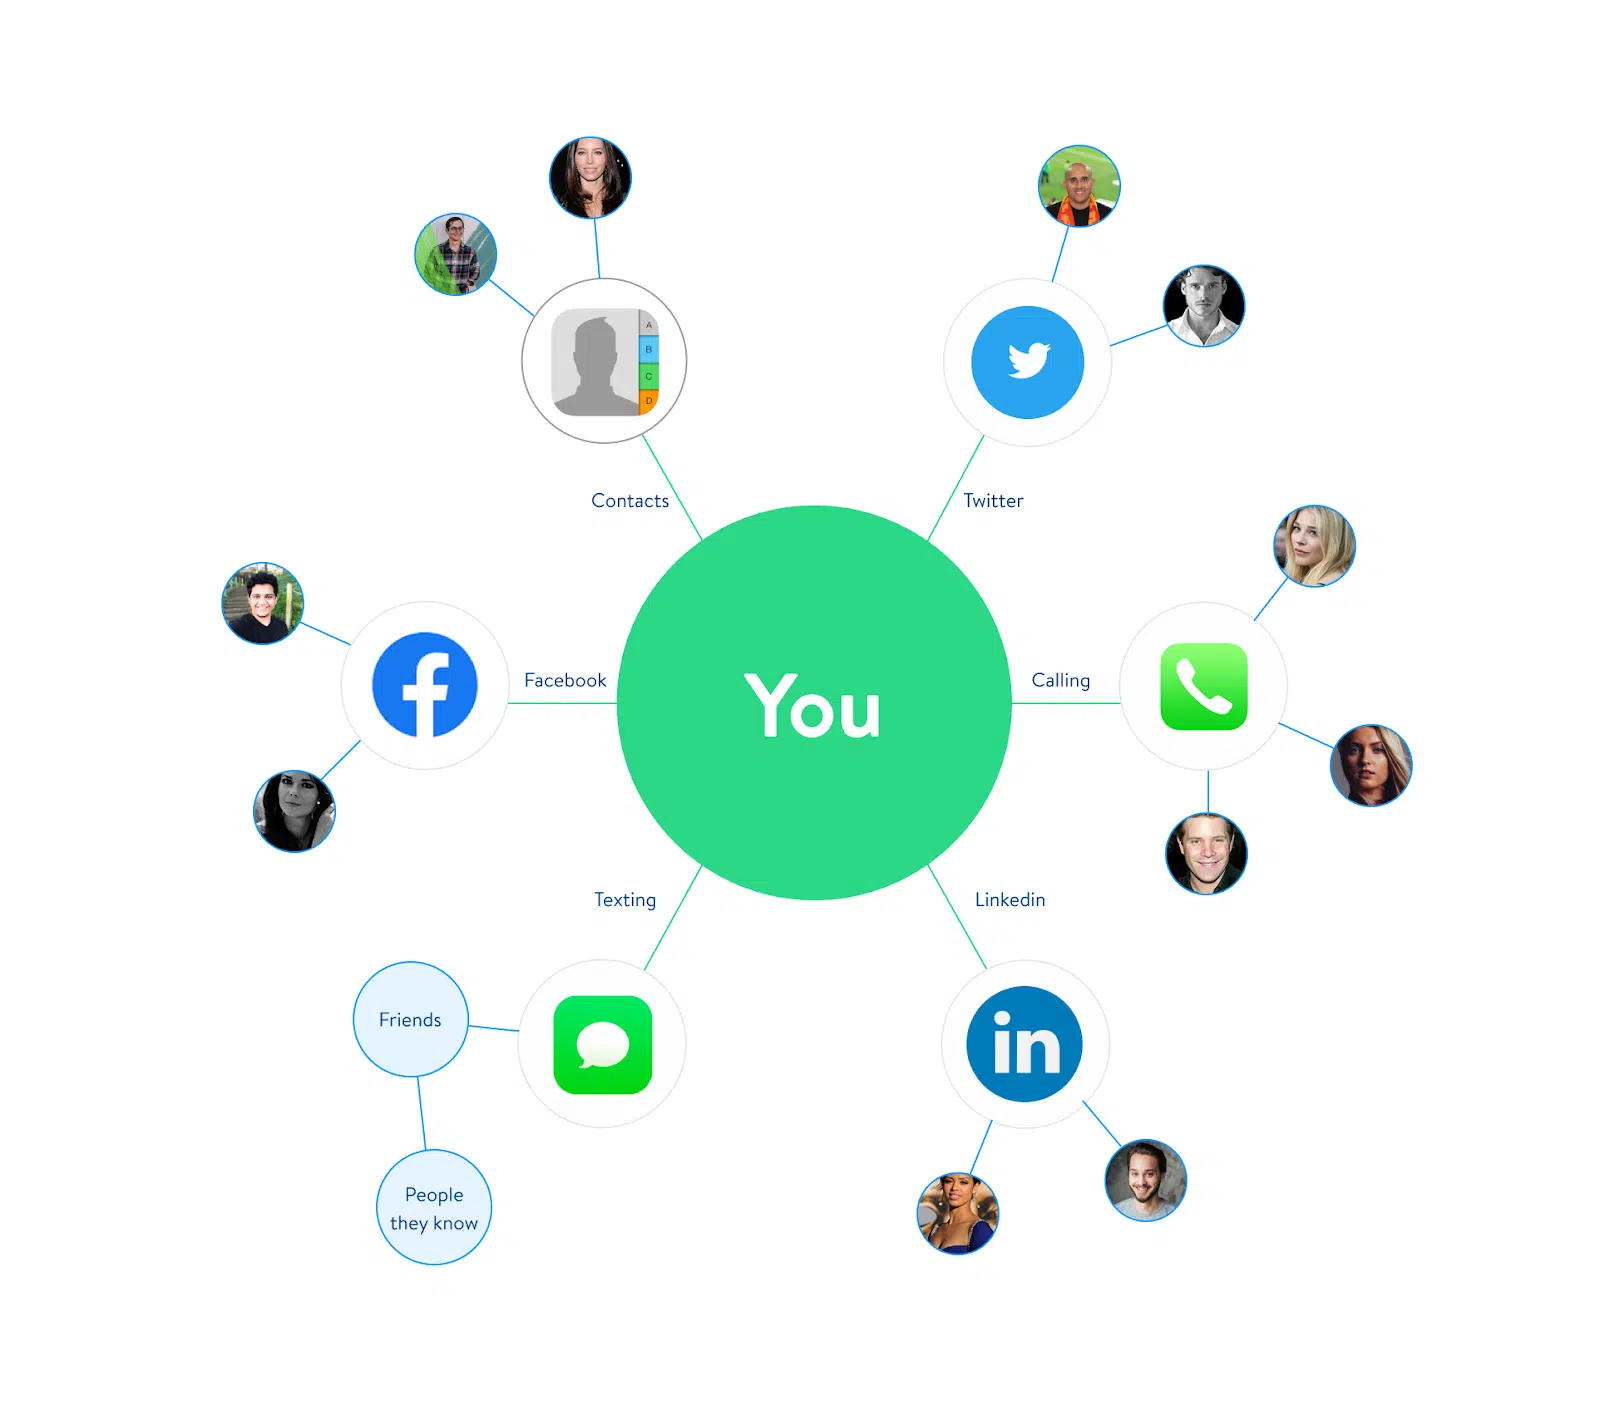 A
B
C
D
Contacts
Twitter
Facebook
You
Calling
Texting
Linkedin
Friends
in
People
they know